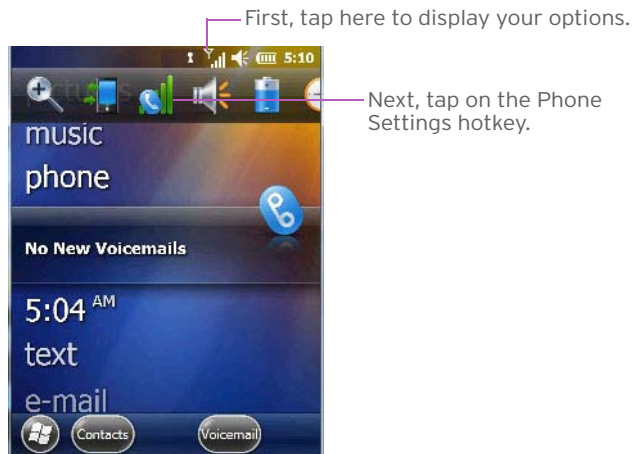 First, tap here to display your options.
5:10
pictures
Next, tap on the Phone
Settings hotkey.
music
phone
No New Voicemails
5:04 AM
text
e-mail
Contacts
Voicemail